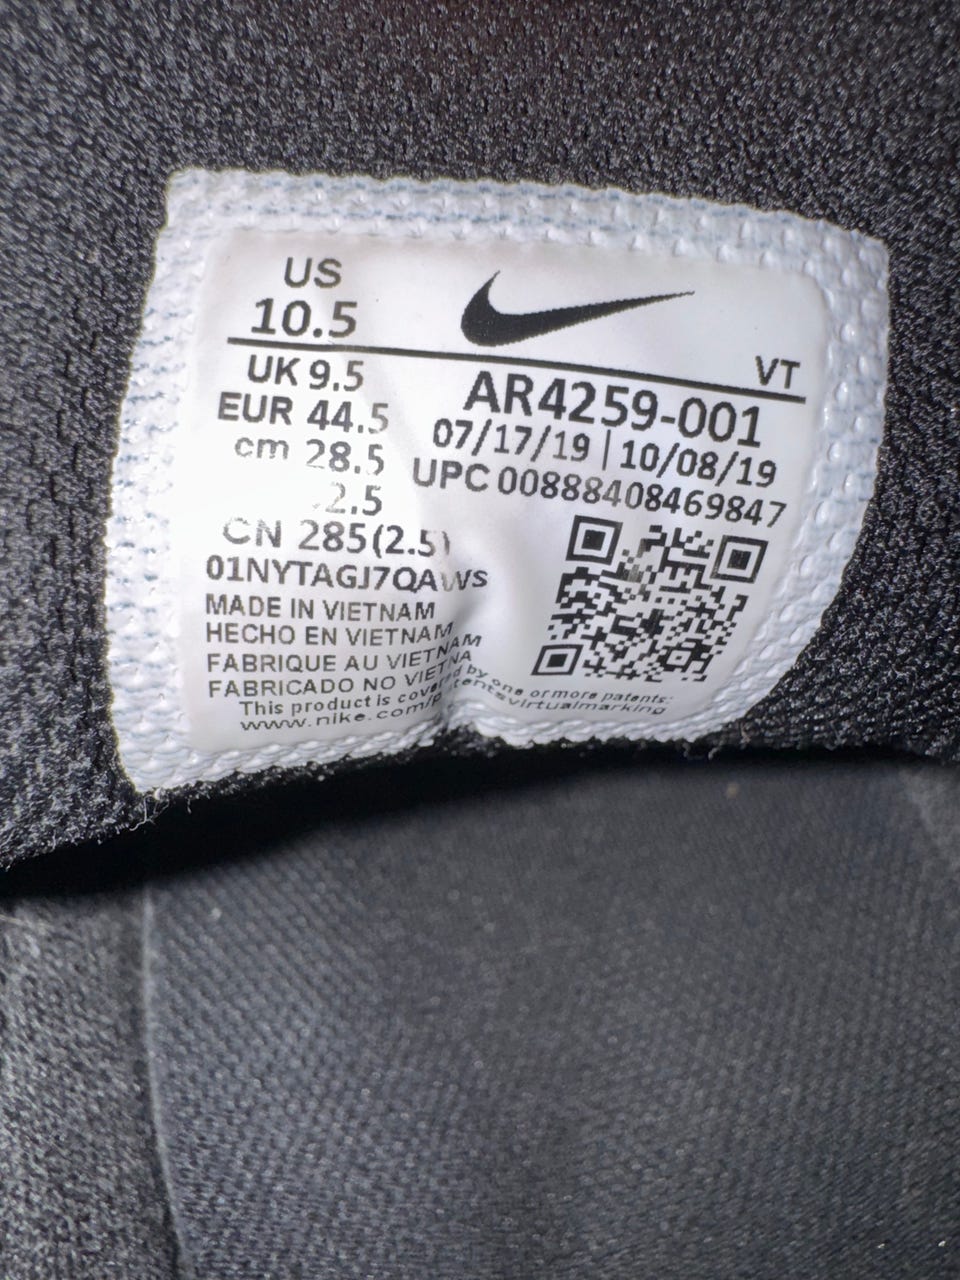 US
10.5
VT
UK 9.5
EUR 44.5
cm 28.5
2.5
CN 285(2.5)
AR4259-001
07/17/19 | 10/08/19
UPC 00888408469847
01NYTAGJ7QAWS
MADE IN VIETNAM
HECHO EN VIETNAM
FABRIQUE AU VIETNAM
FABRICADO NO VIETNA
This product is covered by one or more patents:
www.nike.com/patentsvirtualmarking